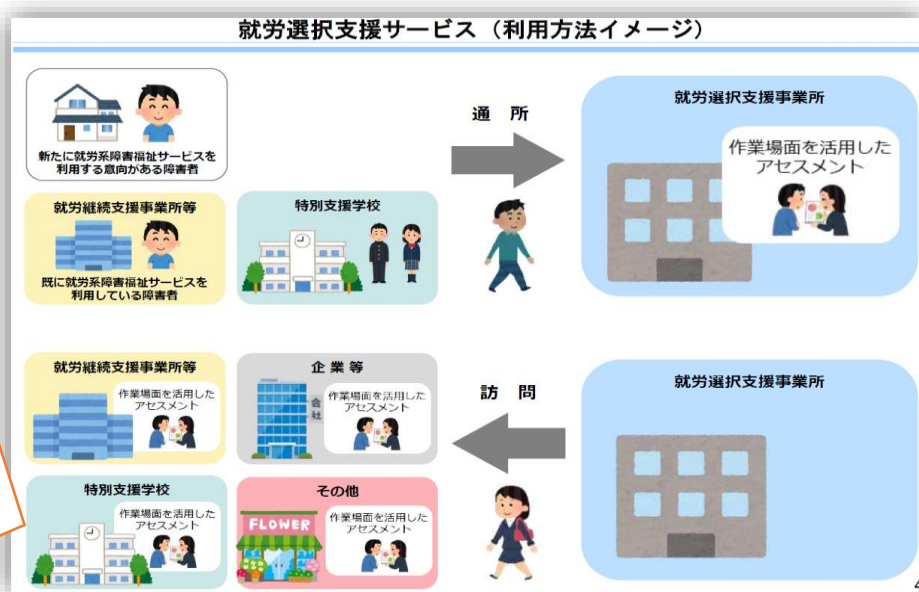 就労選択支援サービス（利用方法イメージ）
新たに就労系障害福祉サービスを
利用する意向がある障害者
就労継続支援事業所等
既に就労系障害福祉サービスを
利用している障害者
特別支援学校
通 所
就労選択支援事業所
作業場面を活用した
アセスメント
就労継続支援事業所等
作業場面を活用した
アセスメント
企 業 等
会社
作業場面を活用した
アセスメント
特別支援学校
作業場面を活用した
アセスメント
その他
FLOWER
作業場面を活用した
アセスメント
訪 問
就労選択支援事業所
4